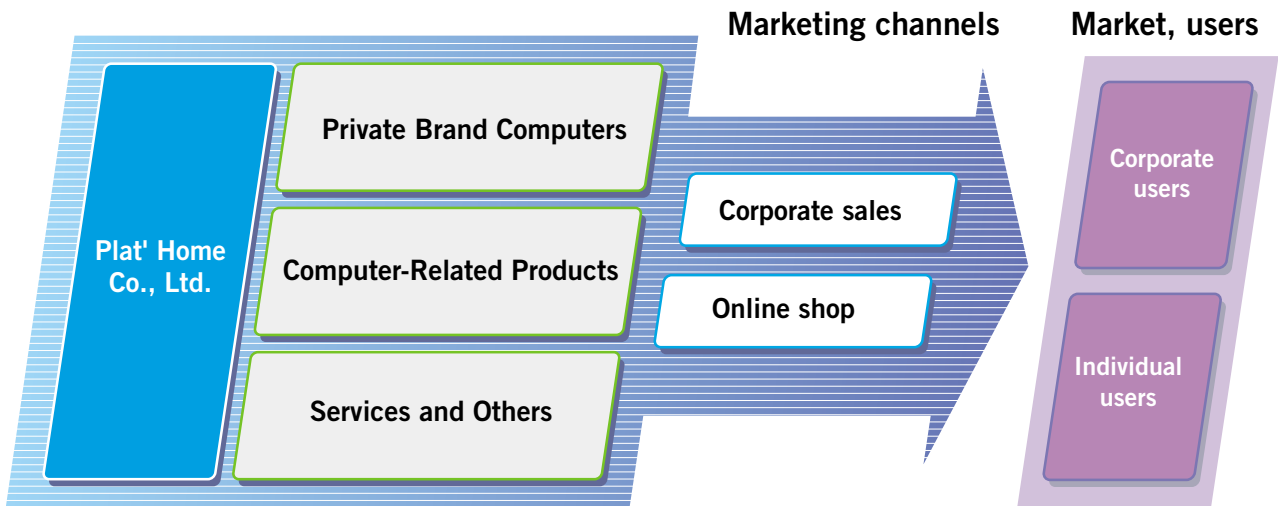 Marketing channels
Market, users
Plat' Home
Co., Ltd.
Private Brand Computers
Computer-Related Products
Services and Others
Corporate sales
Online shop
Corporate
users
Individual
users